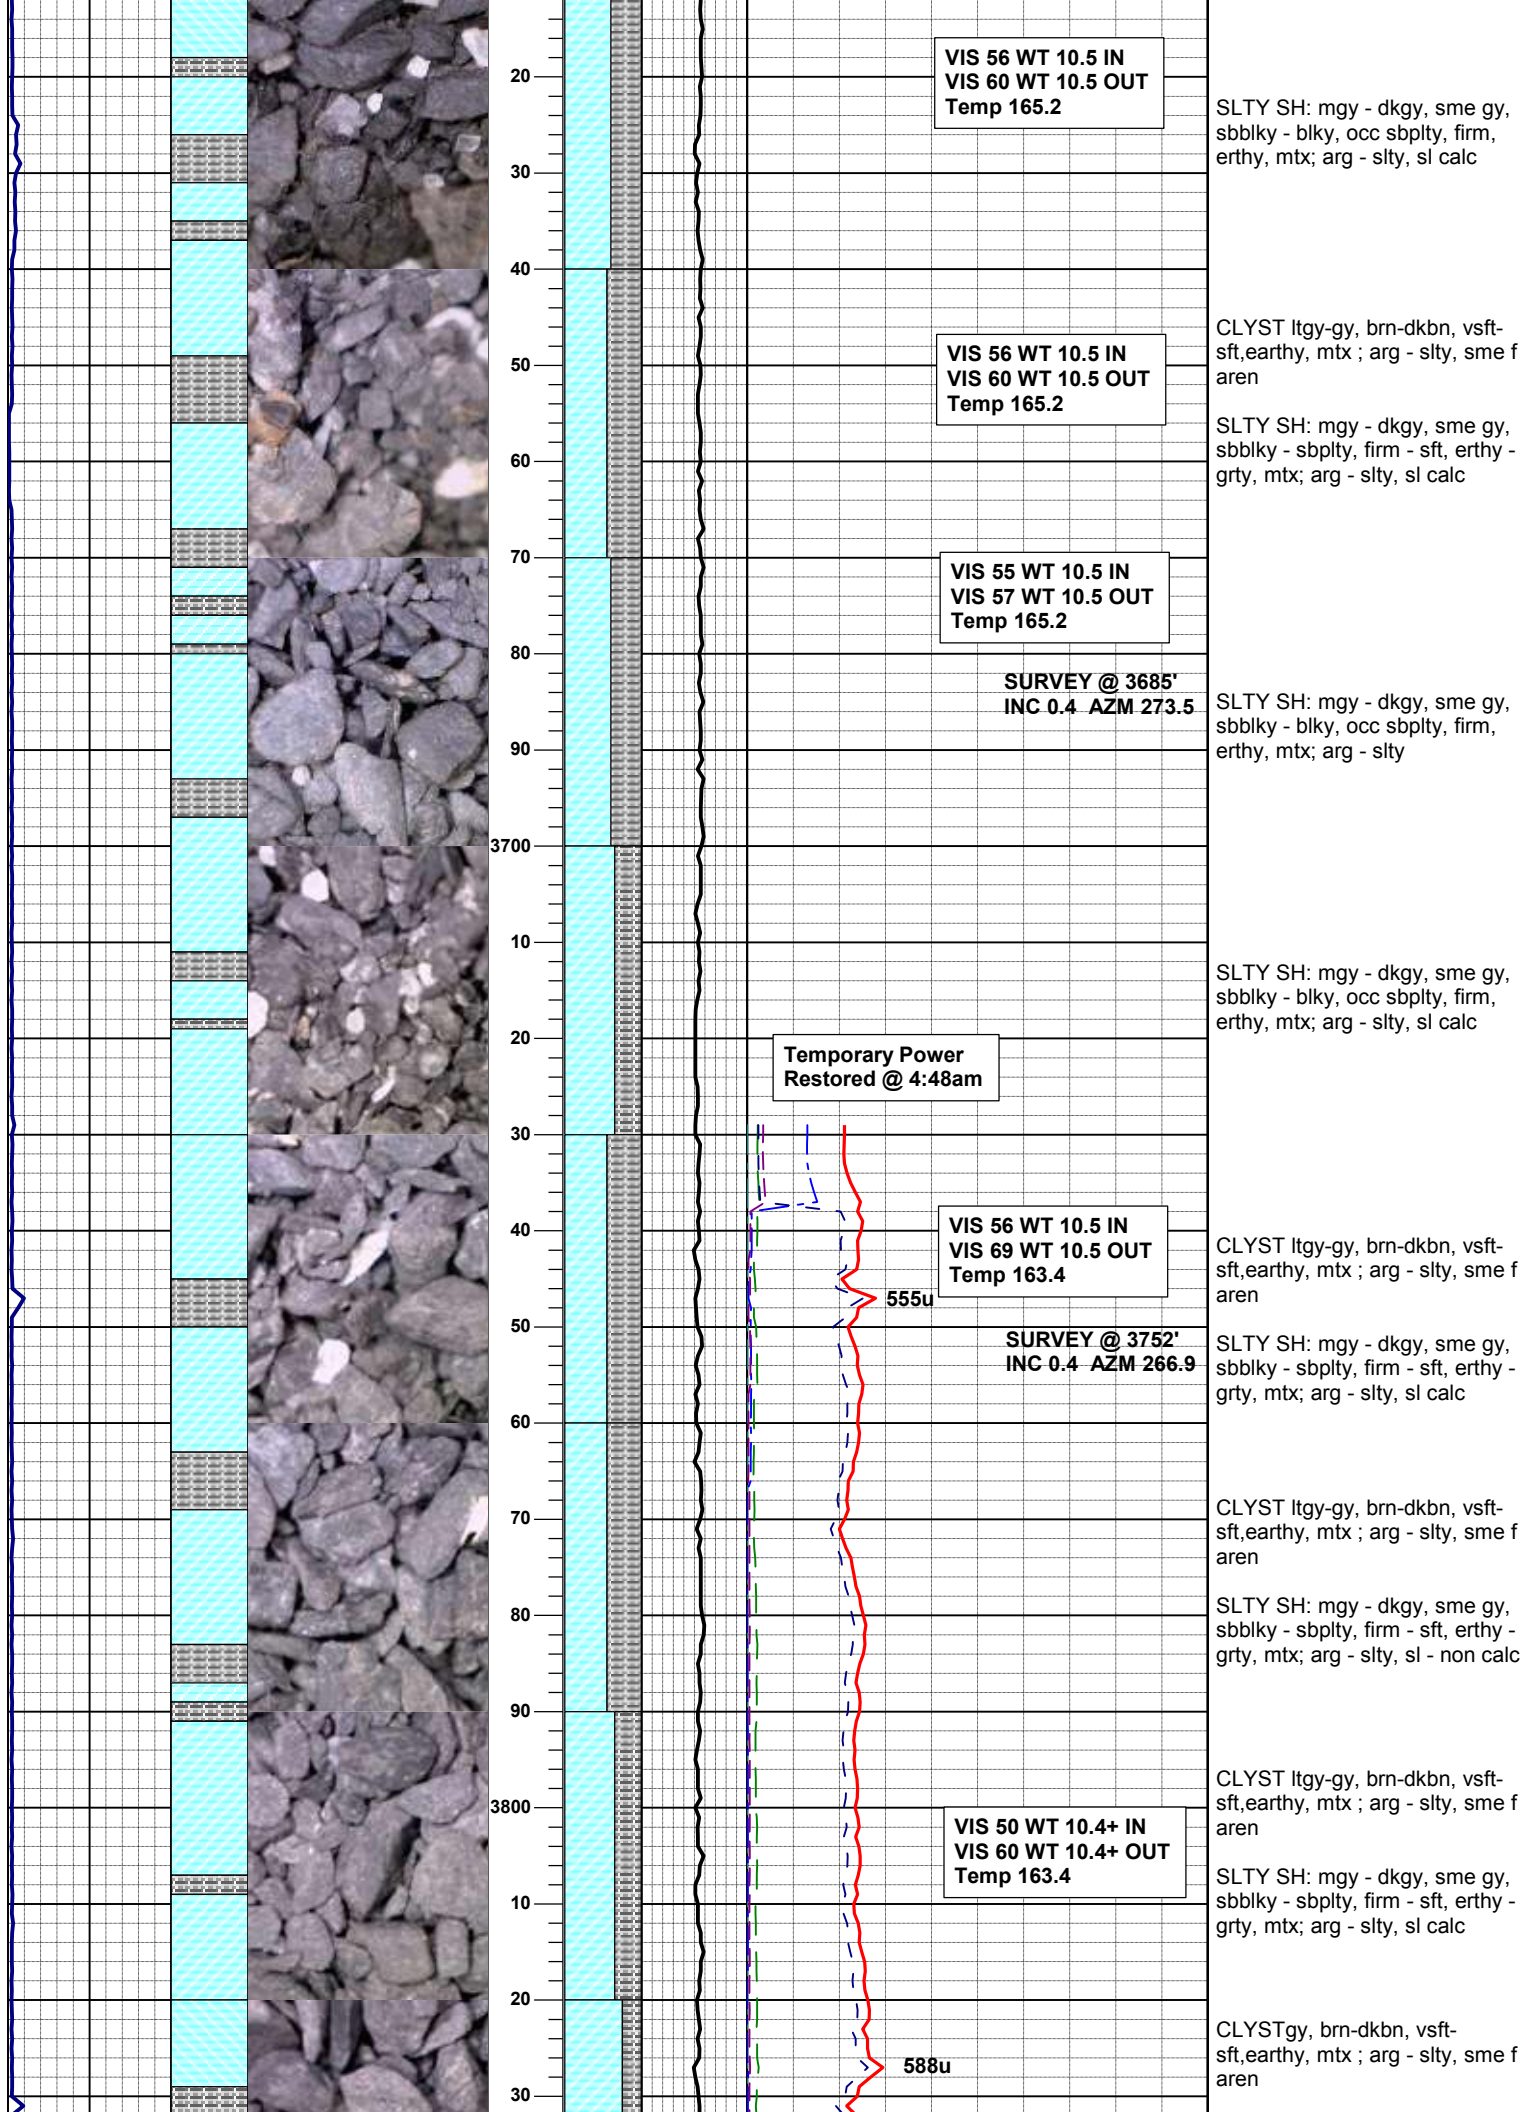 VIS 56 WT 10.5 IN
VIS 60 WT 10.5 OUT
Temp 165.2
20
SLTY SH: mgy - dkgy, sme gy,
sbblky - blky, occ sbplty, firm,
erthy, mtx; arg - slty, sl calc
30
40
CLYST ltgy-gy, brn-dkbn, vsft-
sft,earthy, mtx ; arg - slty, sme f
aren
VIS 56 WT 10.5 IN
VIS 60 WT 10.5 OUT
Temp 165.2
50
SLTY SH: mgy - dkgy, sme gy,
sbblky - sbplty, firm - sft, erthy -
grty, mtx; arg - slty, sl calc
60
70
VIS 55 WT 10.5 IN
VIS 57 WT 10.5 OUT
Temp 165.2
80
SURVEY @ 3685'
INC 0.4 AZM 273.5
SLTY SH: mgy - dkgy, sme gy,
sbblky - blky, occ sbplty, firm,
erthy, mtx; arg - slty
90
3700
10
SLTY SH: mgy - dkgy, sme gy,
sbblky - blky, occ sbplty, firm,
erthy, mtx; arg - slty, sl calc
20
Temporary Power
Restored @ 4:48am
30
40
VIS 56 WT 10.5 IN
VIS 69 WT 10.5 OUT
Temp 163.4
CLYST ltgy-gy, brn-dkbn, vsft-
sft,earthy, mtx ; arg - slty, sme f
aren
555u
50
SURVEY @ 3752'
INC 0.4 AZM 266.9
SLTY SH: mgy - dkgy, sme gy,
sbblky - sbplty, firm - sft, erthy -
grty, mtx; arg - slty, sl calc
60
70
CLYST ltgy-gy, brn-dkbn, vsft-
sft,earthy, mtx ; arg - slty, sme f
aren
80
SLTY SH: mgy - dkgy, sme gy,
sbblky - sbplty, firm - sft, erthy -
grty, mtx; arg - slty, sl - non calc
90
CLYST ltgy-gy, brn-dkbn, vsft-
sft,earthy, mtx ; arg - slty, sme f
aren
3800
VIS 50 WT 10.4+ IN
VIS 60 WT 10.4+ OUT
Temp 163.4
SLTY SH: mgy - dkgy, sme gy,
sbblky - sbplty, firm - sft, erthy -
grty, mtx; arg - slty, sl calc
10
20
CLYSTgy, brn-dkbn, vsft-
sft,earthy, mtx ; arg - slty, sme f
aren
588u
30